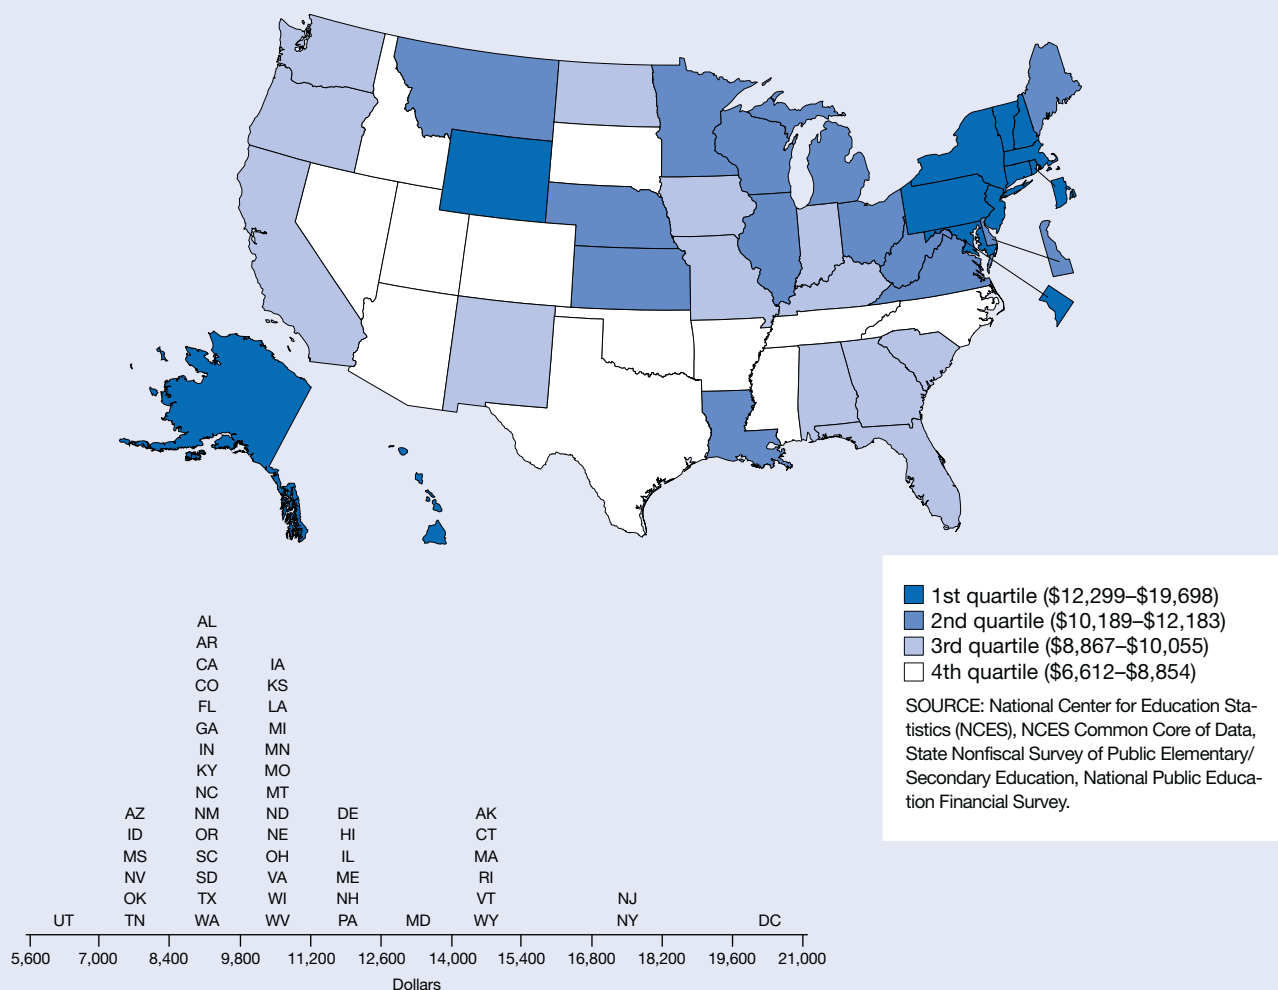 1st quartile ($12,299–$19,698)
2nd quartile ($10,189–$12,183)
3rd quartile ($8,867–$10,055)
4th quartile ($6,612–$8,854)
SOURCE: National Center for Education Sta-
tistics (NCES), NCES Common Core of Data,
State Nonfiscal Survey of Public Elementary/
Secondary Education, National Public Educa-
tion Financial Survey.
AL
AR
CA IA
CO KS
FL LA
GA MI
IN MN
KY MO
NC MT
AZ NM ND DE AK
ID OR NE HI CT
MS SC OH IL MA
NV SD VA ME RI
OK TX WI NH VT NJ
UT TN WA WV PA MD WY NY DC
5,600 7,000 8,400 9,800 11,200 12,600 14,000 15,400 16,800 18,200 19,600 21,000
Dollars